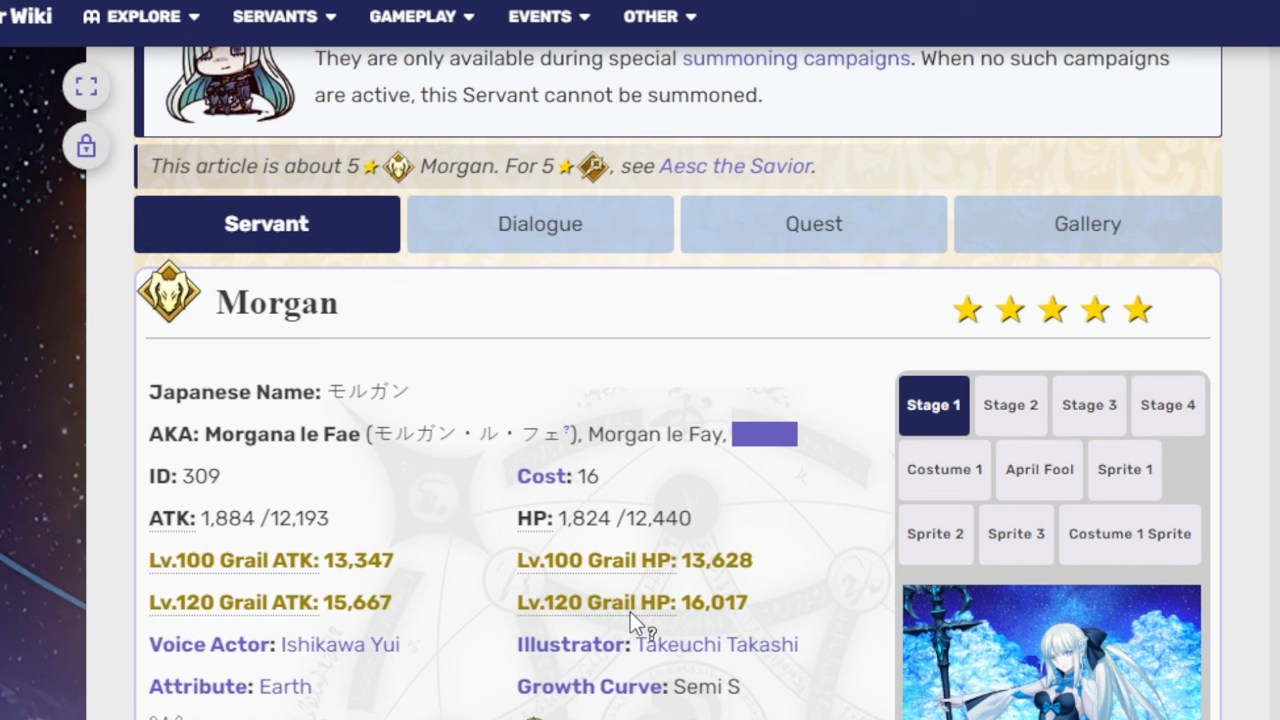 r Wiki EXPLORE SERVANTS GAMEPLAY EVENTS OTHER
They are only available during special summoning campaigns. When no such campaigns
are active, this Servant cannot be summoned.
This article is about 5 Morgan. For 5 , see Aesc the Savior.
Servant Dialogue Quest Gallery
Morgan
Japanese Name: モルガン
AKA: Morgana le Fae (モルガン・ル・フェ?), Morgan le Fay,
ID: 309 Cost: 16
ATK: 1,884 /12,193 HP: 1,824 /12,440
Lv.100 Grail ATK: 13,347 Lv.100 Grail HP: 13,628
Lv.120 Grail ATK: 15,667 Lv.120 Grail HP: 16,017
Voice Actor: Ishikawa Yui Illustrator: Takeuchi Takashi
Attribute: Earth Growth Curve: Semi S
Stage 1 Stage 2 Stage 3 Stage 4
Costume 1 April Fool Sprite 1
Sprite 2 Sprite 3 Costume 1 Sprite